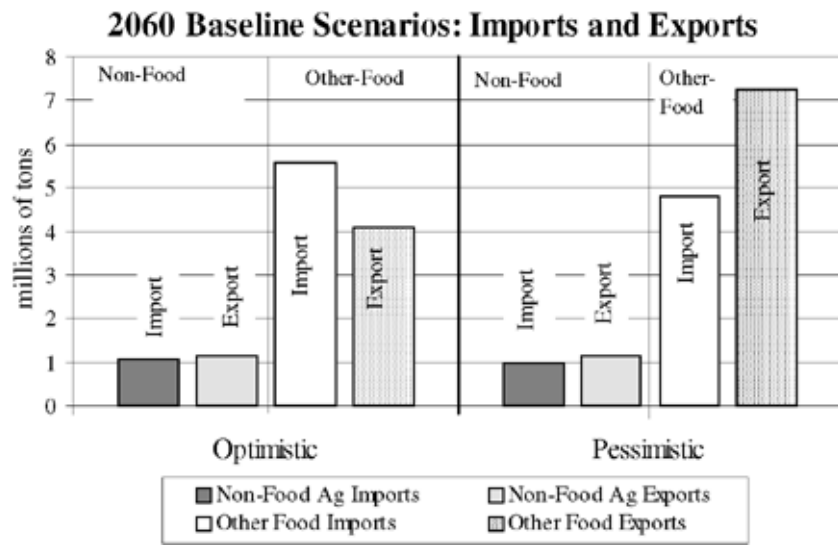 2060 Baseline Scenarios: Imports and Exports
8
7
6
5
4
3
2
1
0
millions of tons
Non-Food
Other-Food
Non-Food
Other-
Food
Import
Export
Import
Export
Import
Export
Import
Export
Optimistic
Pessimistic
Non-Food Ag Imports
Non-Food Ag Exports
Other Food Imports
Other Food Exports